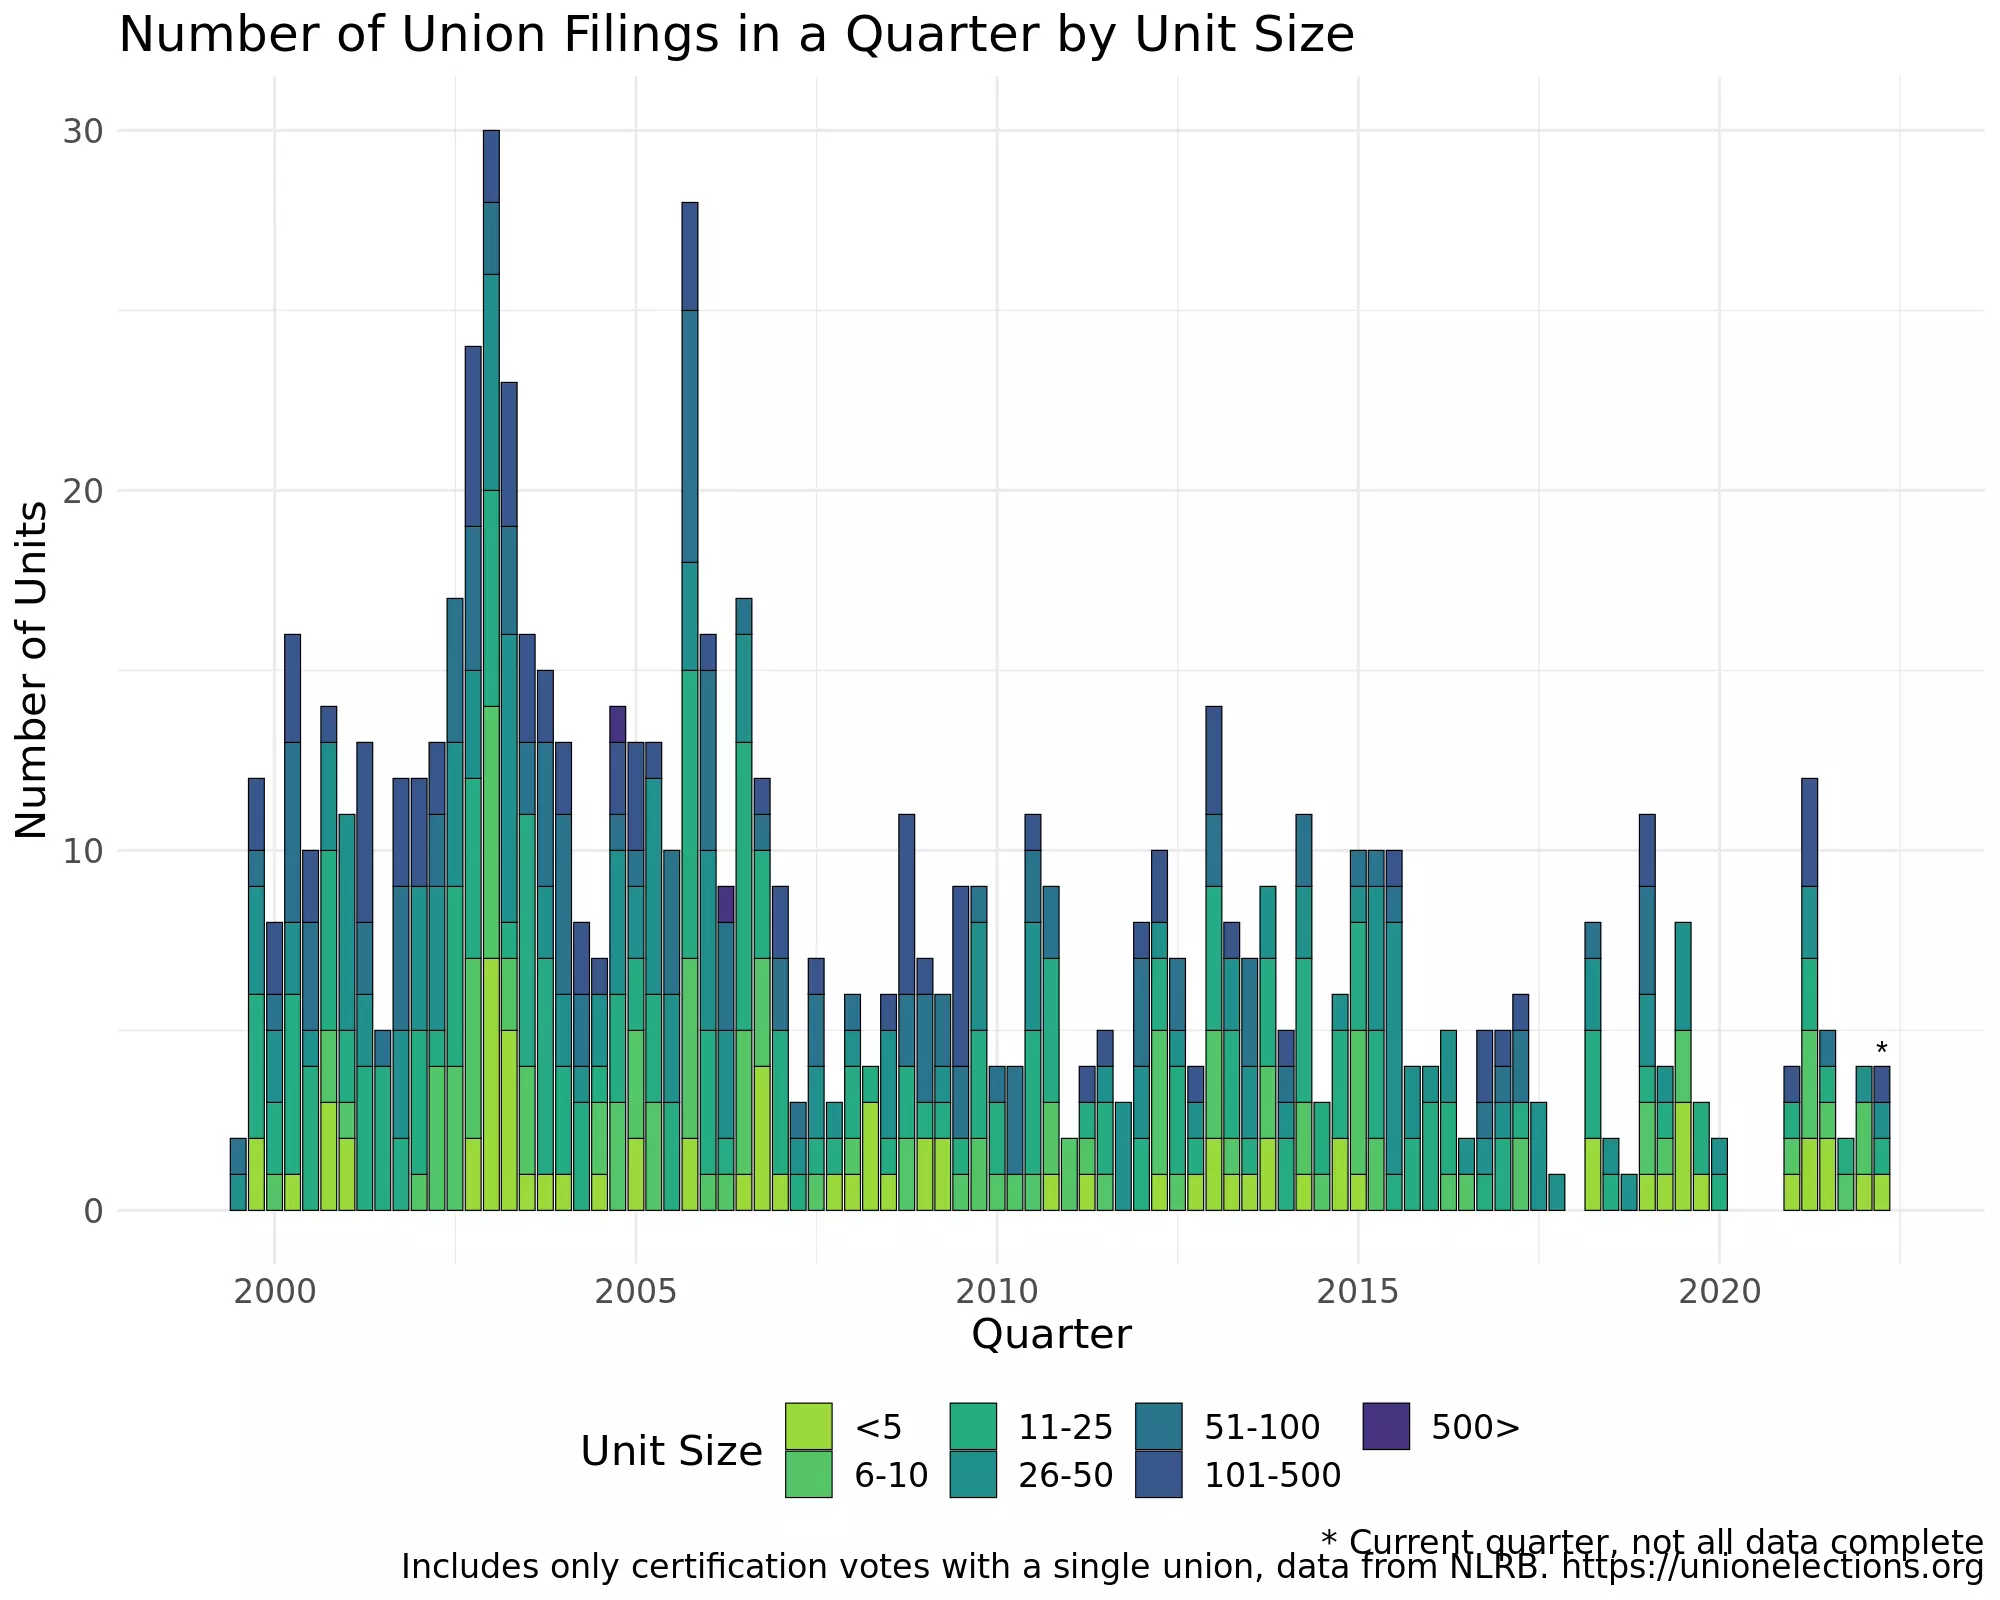 Number of Union Filings in a Quarter by Unit Size
30
20
10
0
Number of Units
*
2000 2005 2010 2015 2020
Quarter
Unit Size
<5 11-25 51-100 500>
6-10 26-50 101-500
* Current quarter, not all data complete
Includes only certification votes with a single union, data from NLRB. https://unionelections.org